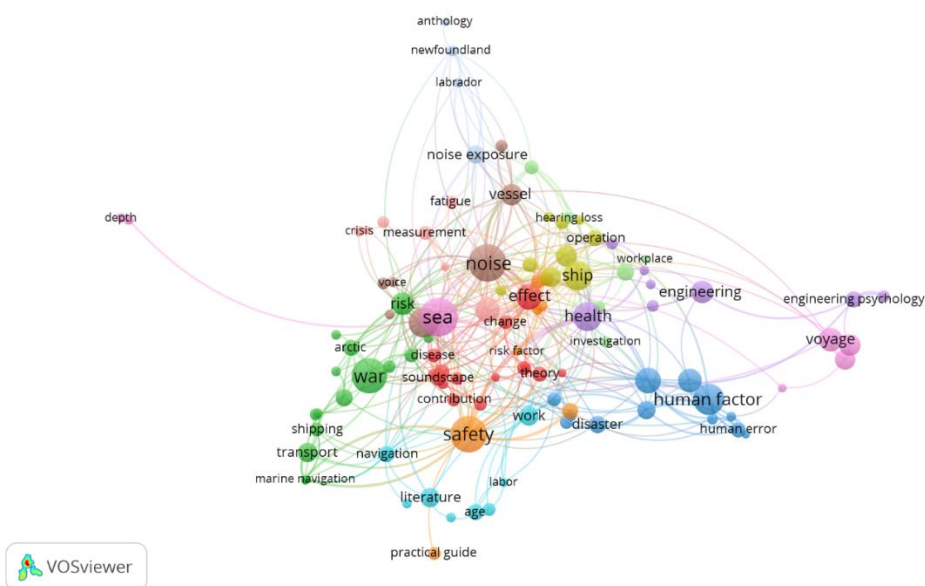 anthology
newfoundland
labrador
noise exposure
vessel
fatigue
hearing loss
depth
crisis
measurement
operation
noise
workplace
ship
voice
risk
effect
engineering
engineering psychology
sea
change
health
voyage
investigation
arctic
disease
risk factor
war
soundscape
theory
contribution
human factor
work
shipping
safety
disaster
human error
transport
navigation
marine navigation
labor
literature
age
practical guide
VOSviewer